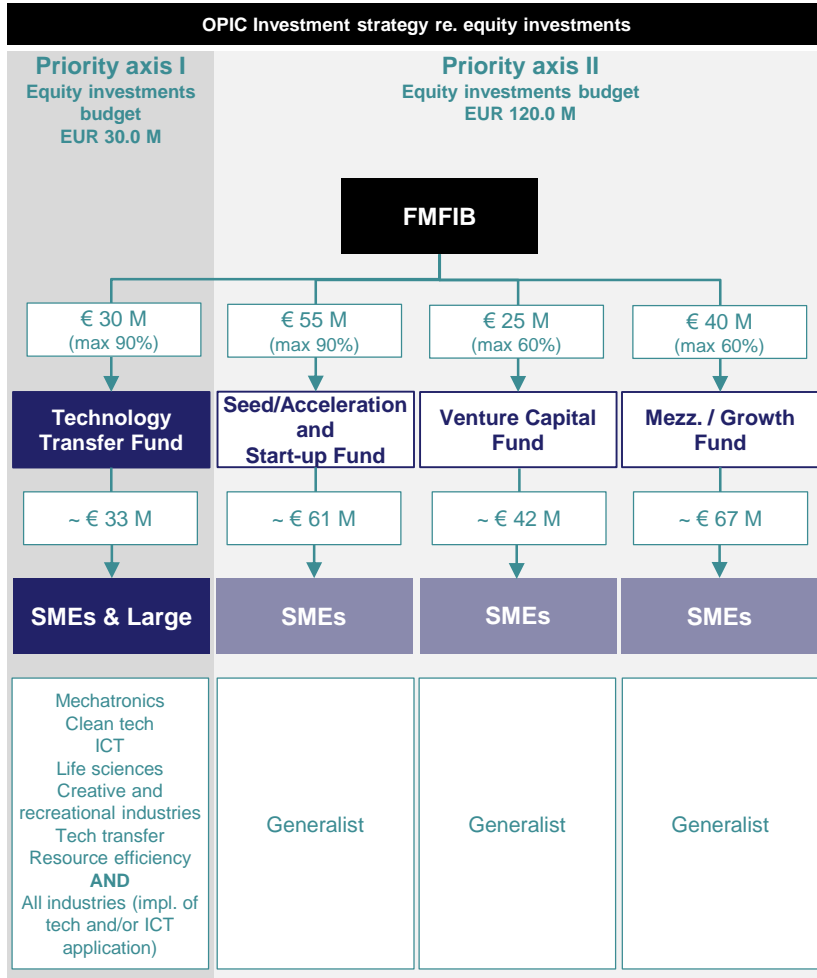 OPIC Investment strategy re. equity investments
Priority axis I
Equity investments
budget
EUR 30.0 M
Priority axis II
Equity investments budget
EUR 120.0 M
FMFIB
€ 30 M
(max 90%)
€ 55 M
(max 90%)
€ 25 M
(max 60%)
€ 40 M
(max 60%)
Technology
Transfer Fund
Seed/Acceleration
and
Start-up Fund
Venture Capital
Fund
Mezz. / Growth
Fund
~ € 33 M
~ € 61 M
~ € 42 M
~ € 67 M
SMEs & Large
SMEs
SMEs
SMEs
Mechatronics
Clean tech
ICT
Life sciences
Creative and
recreational industries
Tech transfer
Resource efficiency
AND
All industries (impl. of
tech and/or ICT
application)
Generalist
Generalist
Generalist